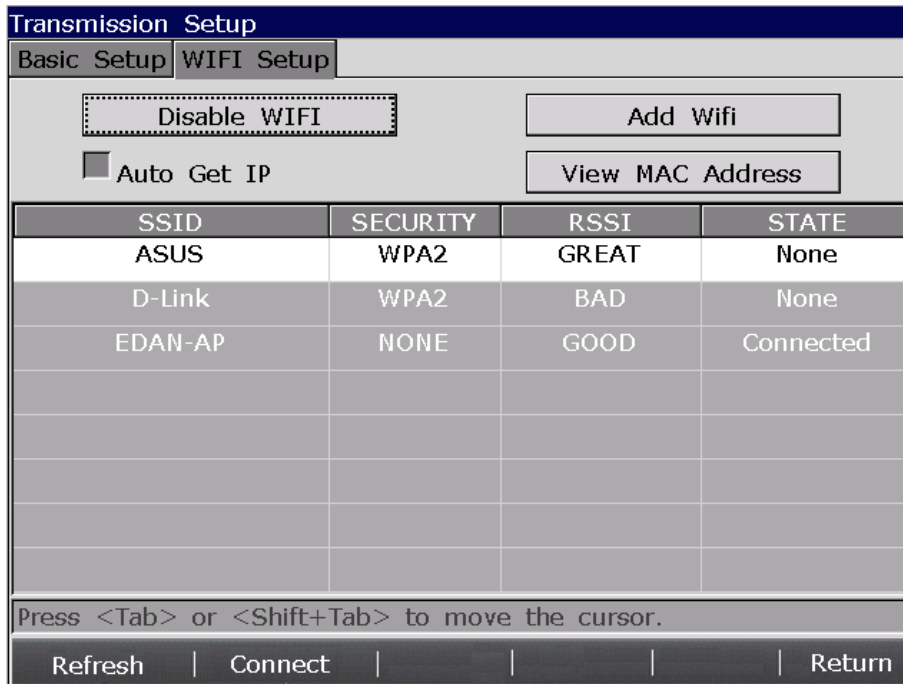 Transmission Setup
Basic Setup WIFI Setup
Disable WIFI Add Wifi
Auto Get IP View MAC Address
SSID SECURITY RSSI STATE
ASUS WPA2 GREAT None
D-Link WPA2 BAD None
EDAN-AP NONE GOOD Connected
Press <Tab> or <Shift+Tab> to move the cursor.
Refresh | Connect | | | | Return